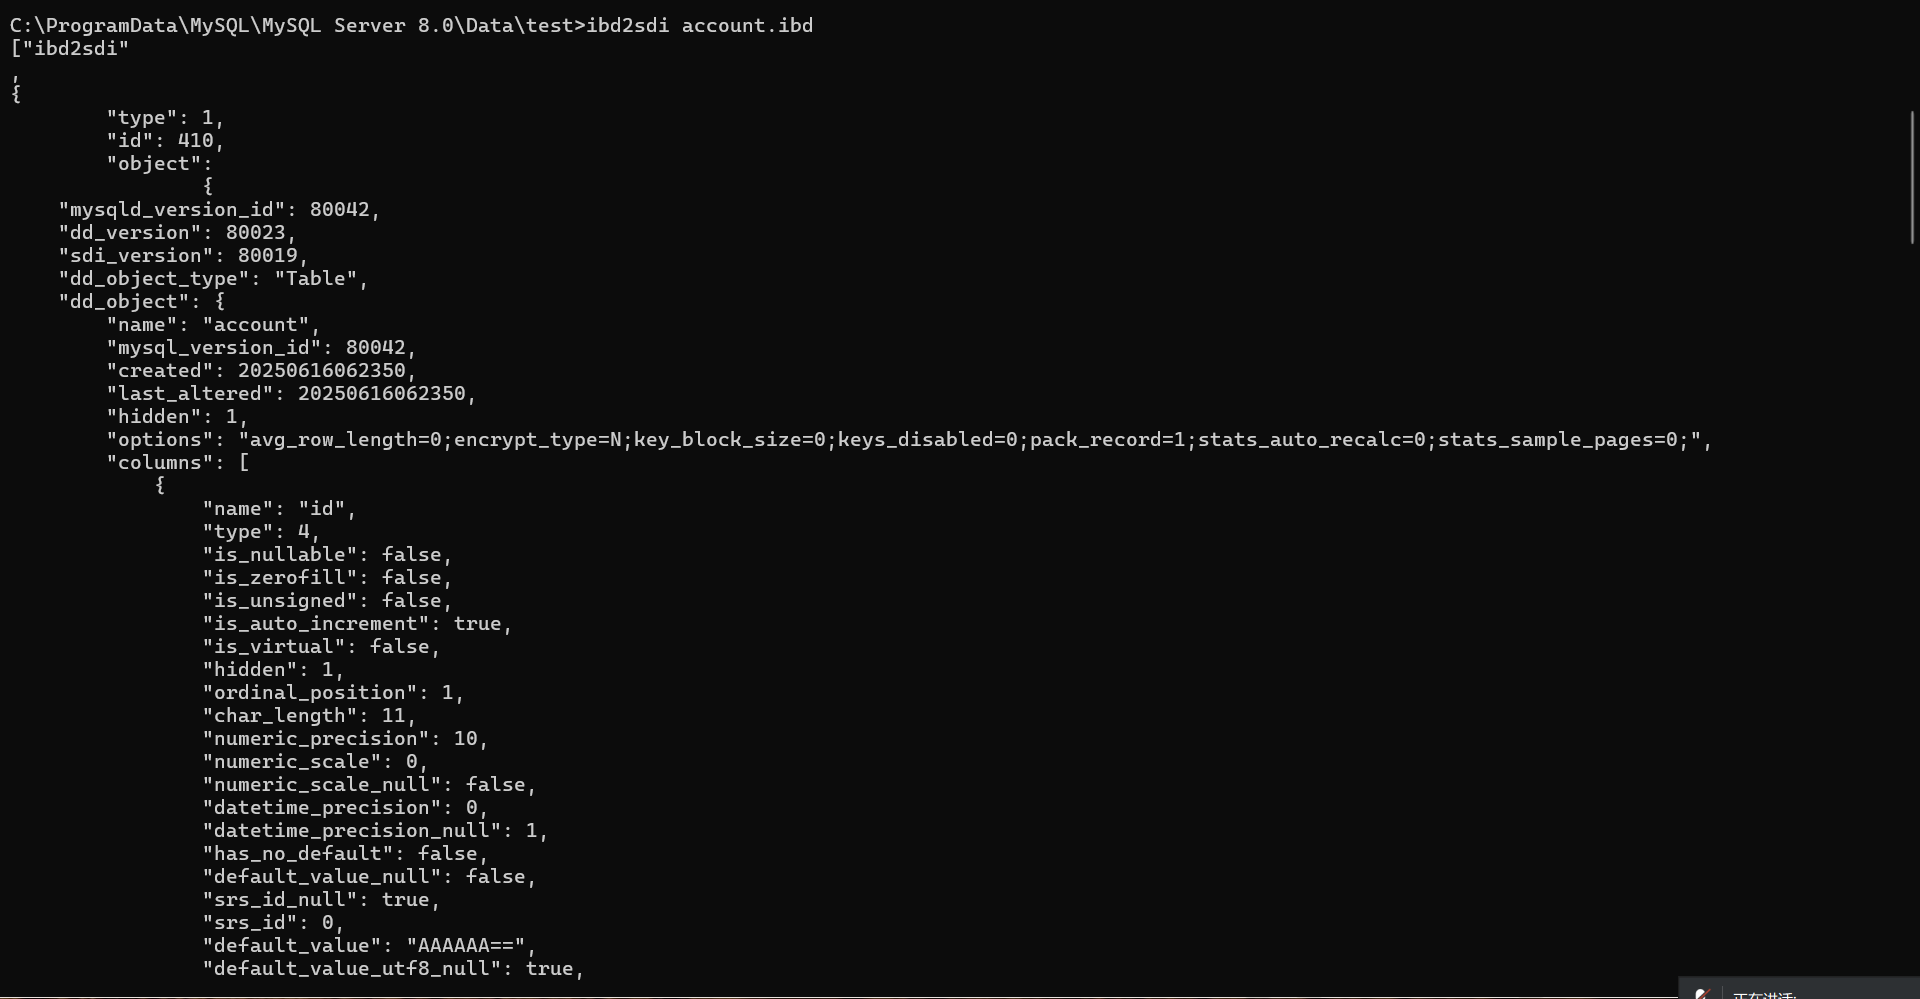 C:\ProgramData\MySQL\MySQL Server 8.0\Data\test>ibd2sdi account.ibd
["ibd2sdi"
,
{
        "type": 1,
        "id": 410,
        "object":
                {
    "mysqld_version_id": 80042,
    "dd_version": 80023,
    "sdi_version": 80019,
    "dd_object_type": "Table",
    "dd_object": {
        "name": "account",
        "mysql_version_id": 80042,
        "created": 20250616062350,
        "last_altered": 20250616062350,
        "hidden": 1,
        "options": "avg_row_length=0;encrypt_type=N;key_block_size=0;keys_disabled=0;pack_record=1;stats_auto_recalc=0;stats_sample_pages=0;",
        "columns": [
            {
                "name": "id",
                "type": 4,
                "is_nullable": false,
                "is_zerofill": false,
                "is_unsigned": false,
                "is_auto_increment": true,
                "is_virtual": false,
                "hidden": 1,
                "ordinal_position": 1,
                "char_length": 11,
                "numeric_precision": 10,
                "numeric_scale": 0,
                "numeric_scale_null": false,
                "datetime_precision": 0,
                "datetime_precision_null": 1,
                "has_no_default": false,
                "default_value_null": false,
                "srs_id_null": true,
                "srs_id": 0,
                "default_value": "AAAAAA==",
                "default_value_utf8_null": true,
正在讲话: